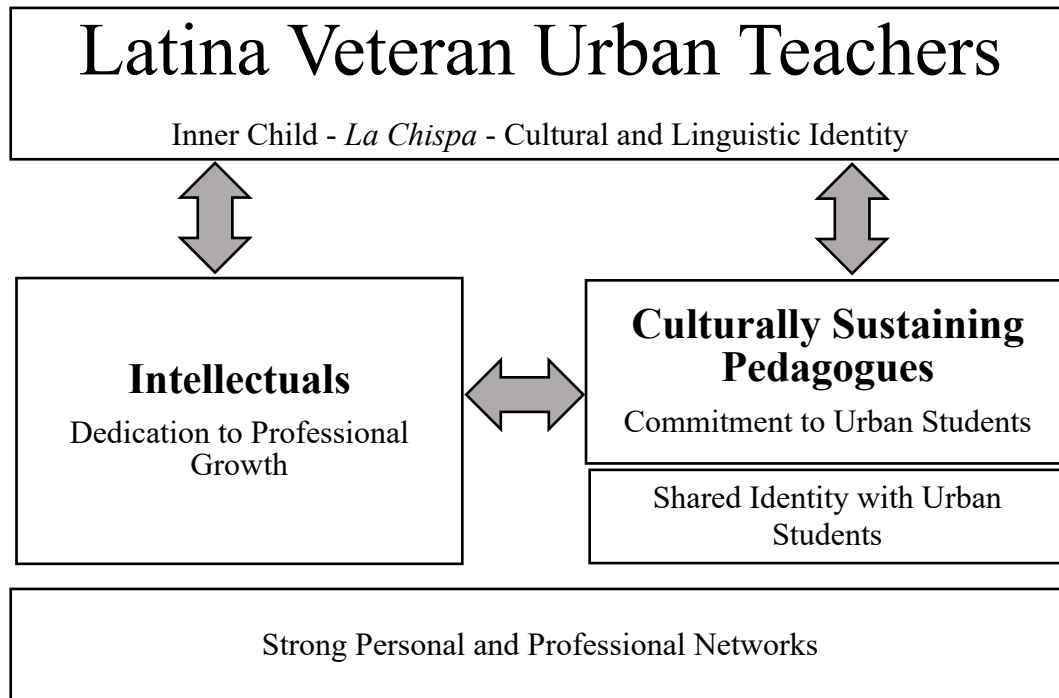 Latina Veteran Urban Teachers
Inner Child - La Chispa - Cultural and Linguistic Identity
Intellectuals
Dedication to Professional
Growth
Culturally Sustaining
Pedagogues
Commitment to Urban Students
Shared Identity with Urban
Students
Strong Personal and Professional Networks